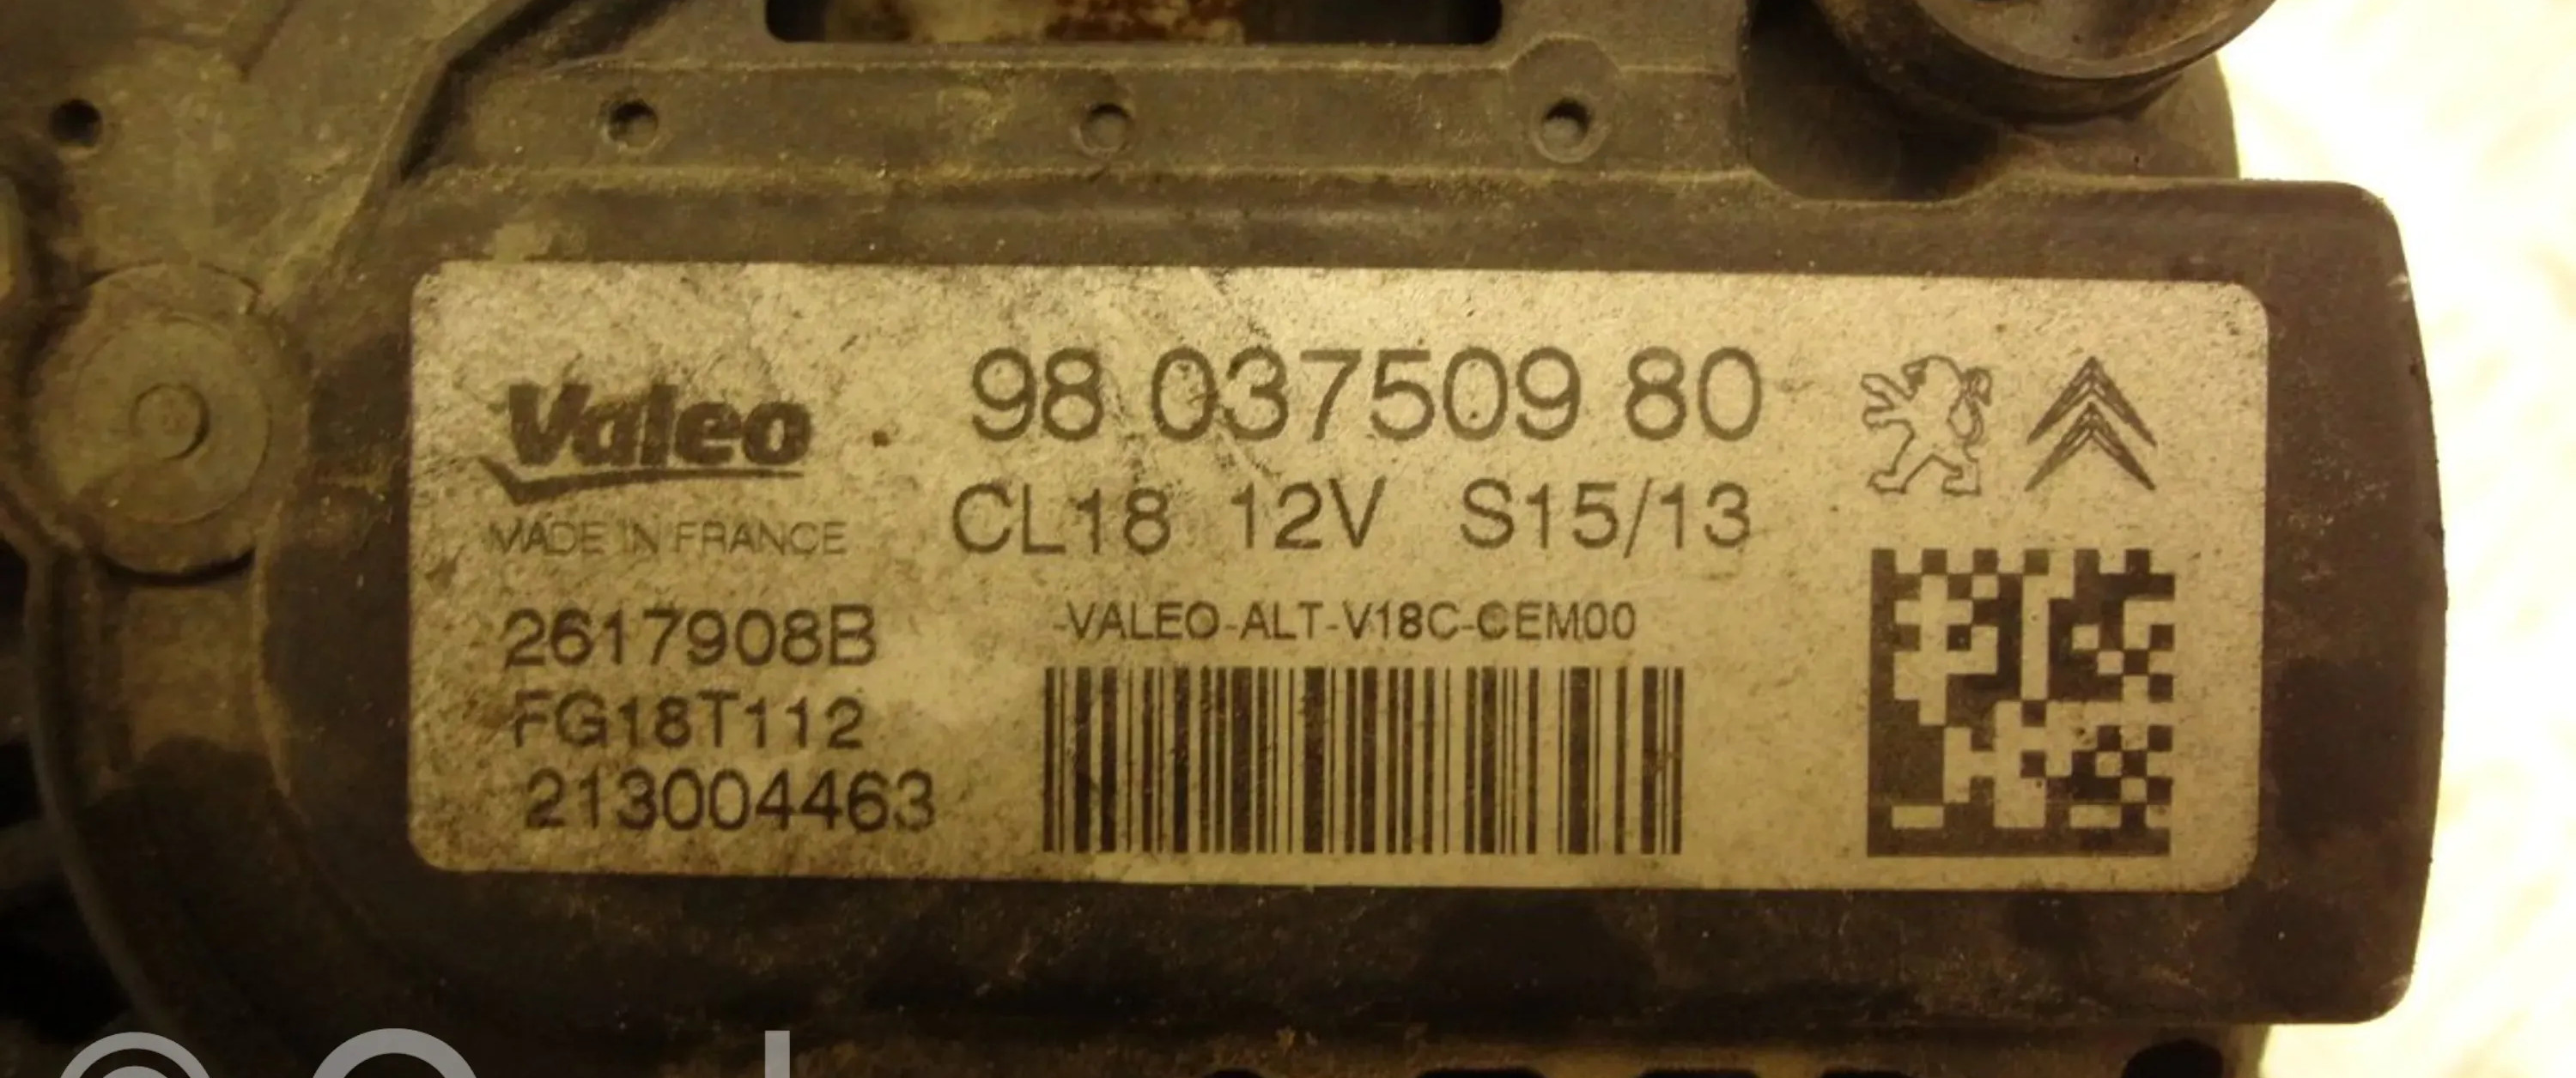 Valeo
MADE IN FRANCE
98 037509 80
CL18 12V S15/13
2617908B
FG18T112
213004463
-VALEO-ALT-V18C-CEM00